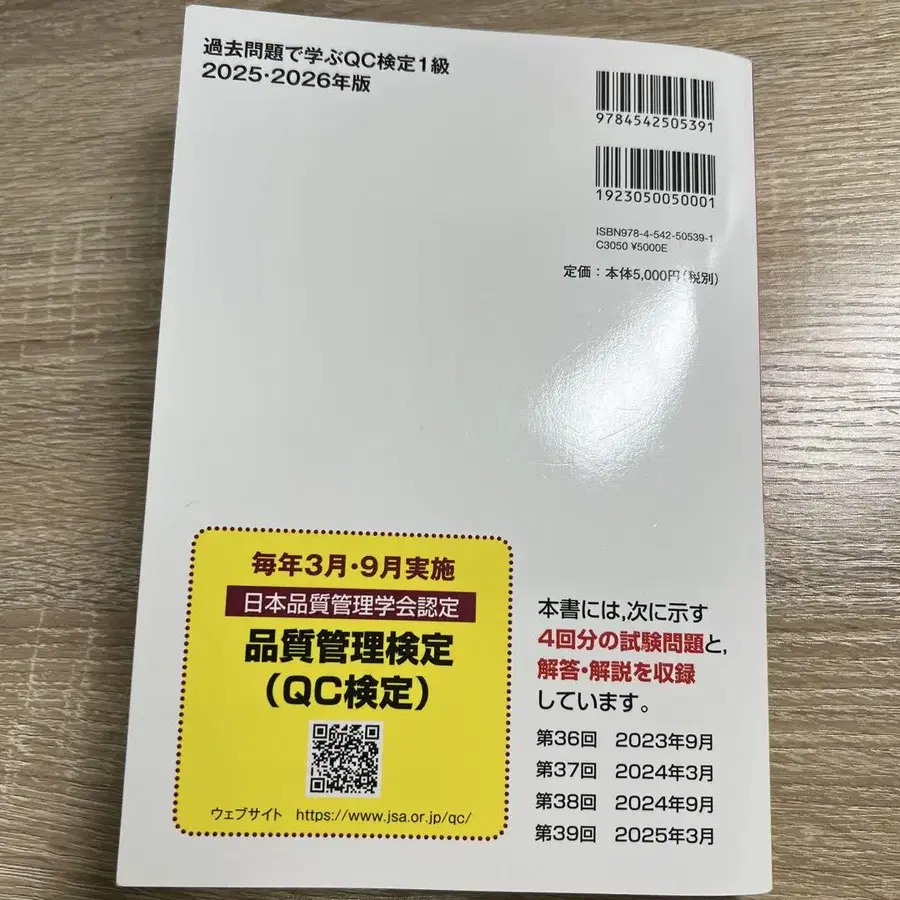 過去問題で学ぶQC検定1級
2025・2026年版
9784542505391
1923050050001
ISBN978-4-542-50539-1
C3050 ¥5000E
定価：本体5,000円(税別)
毎年3月・9月実施
日本品質管理学会認定
品質管理検定
(QC検定)
ウェブサイト https://www.jsa.or.jp/qc/
本書には,次に示す
4回分の試験問題と,
解答・解説を収録
しています。
第36回 2023年9月
第37回 2024年3月
第38回 2024年9月
第39回 2025年3月